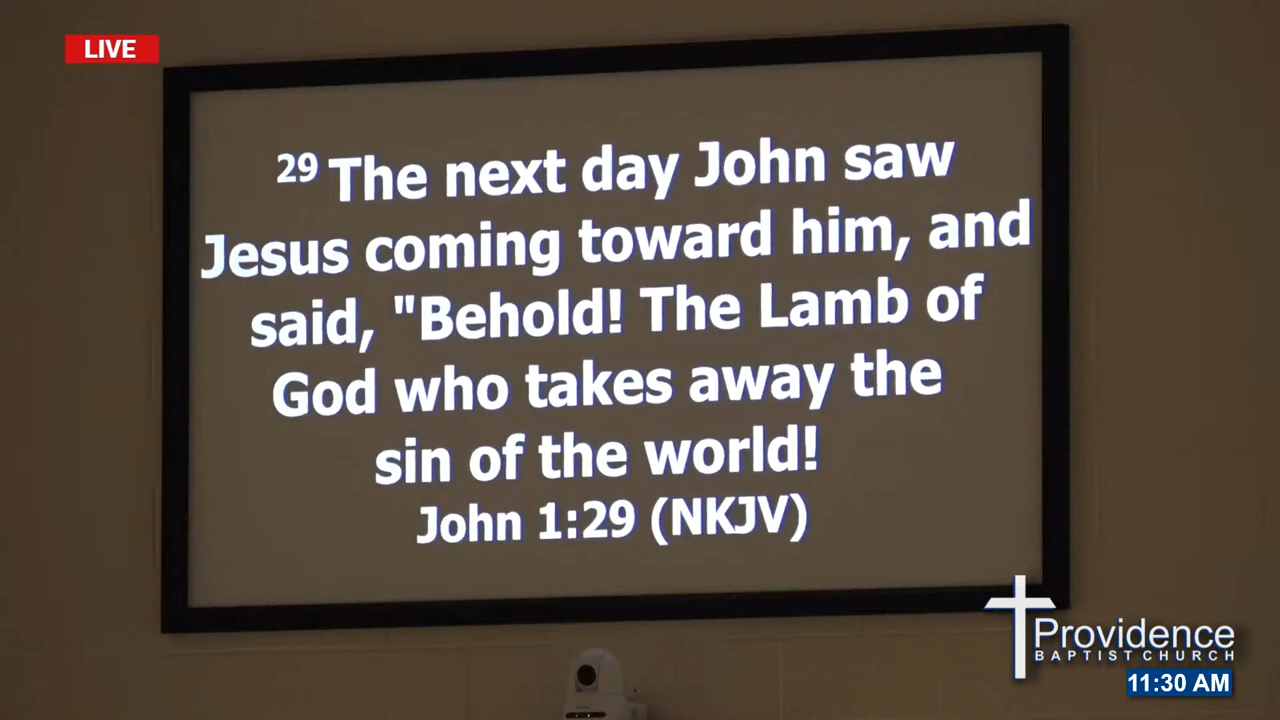 LIVE
29 The next day John saw
Jesus coming toward him, and
said, "Behold! The Lamb of
God who takes away the
sin of the world!
John 1:29 (NKJV)
Providence
BAPTIST CHURCH
11:30 AM